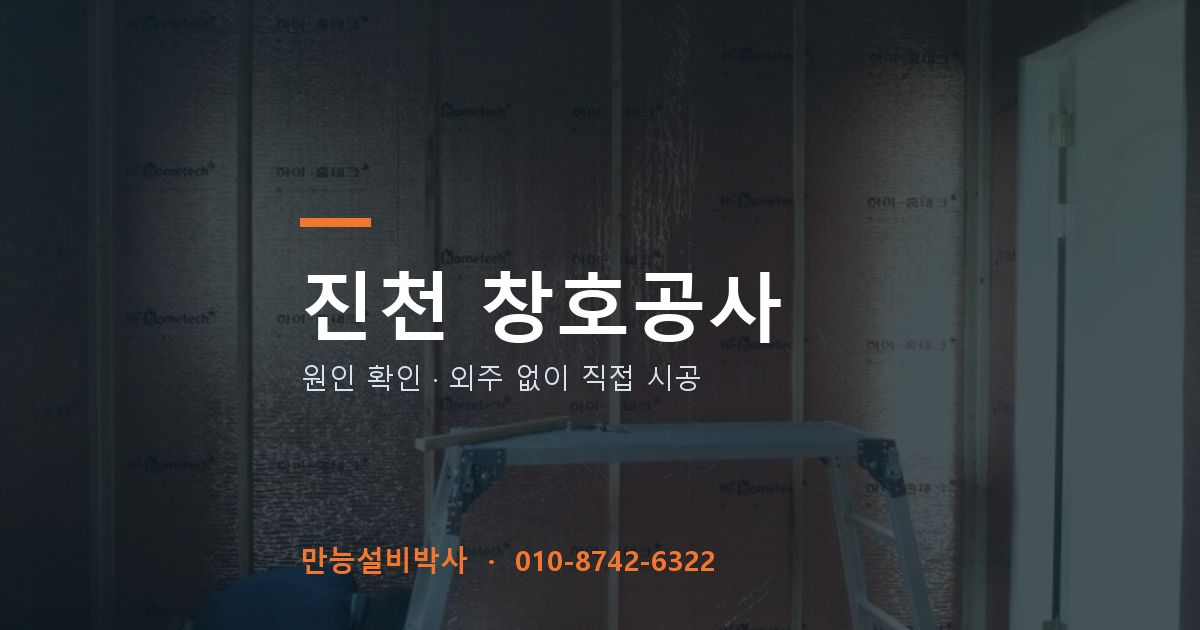 진천 창호공사
원인 확인 · 외주 없이 직접 시공
만능설비박사 · 010-8742-6322